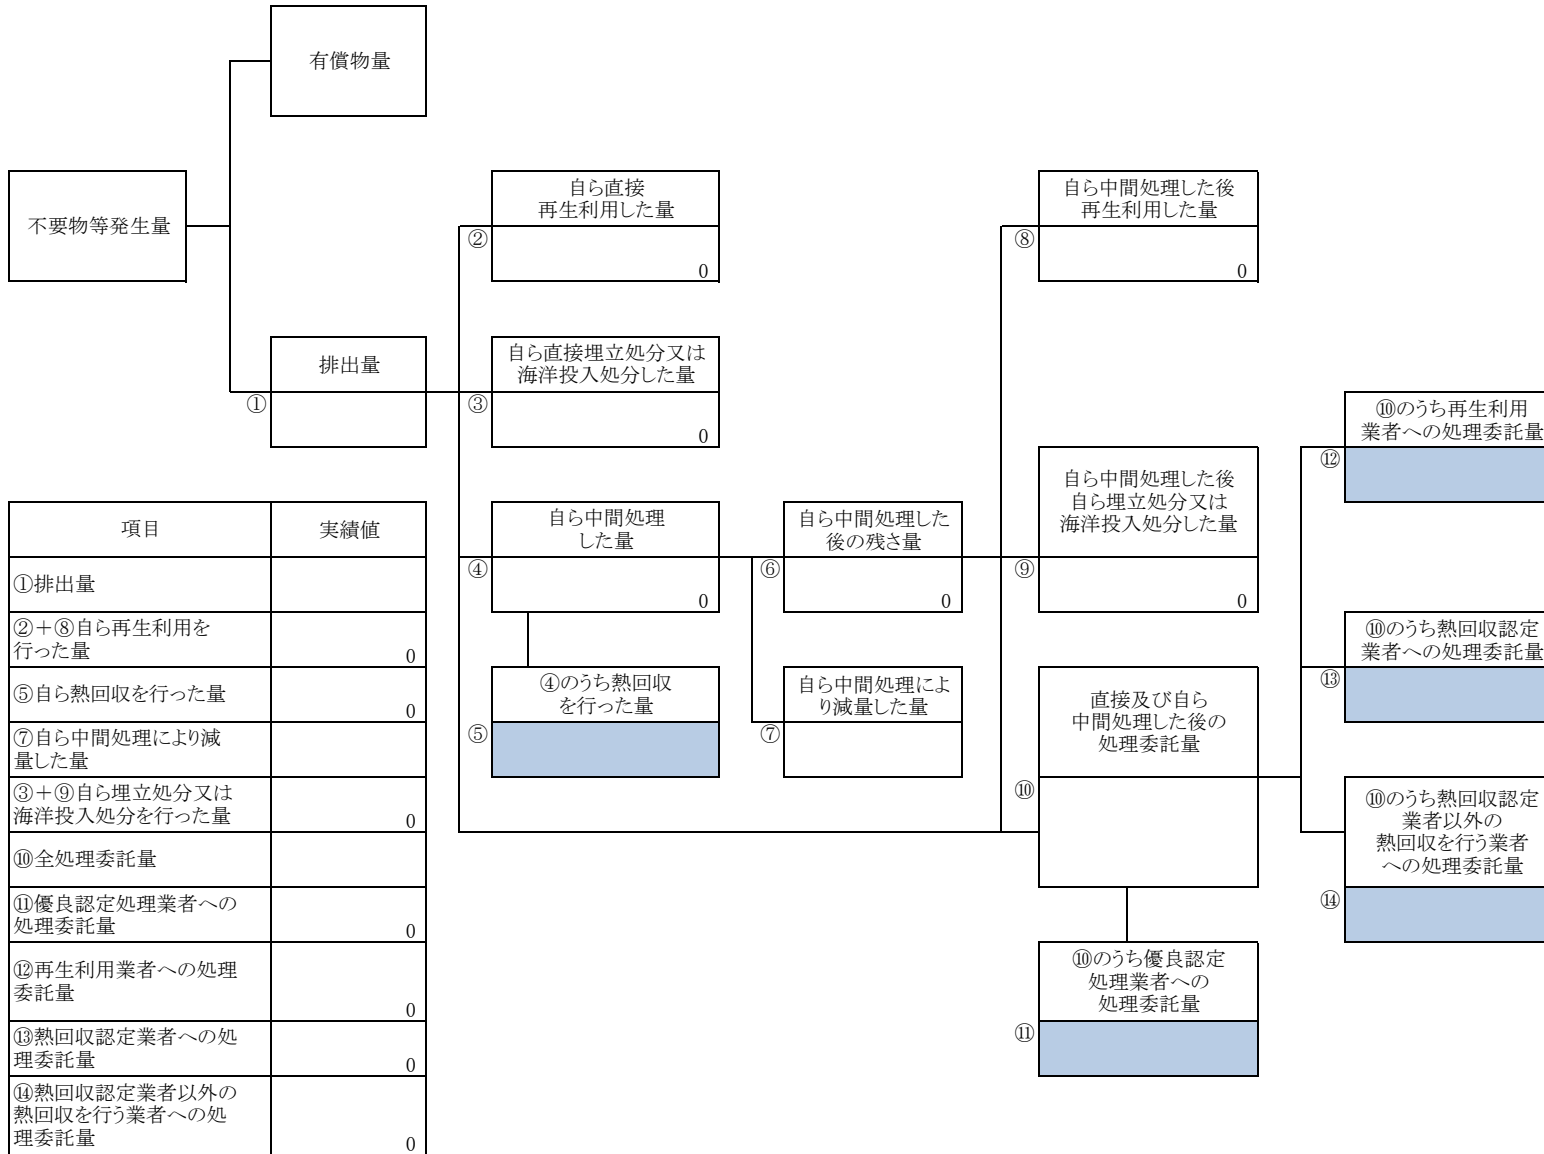 有償物量
不要物等発生量
自ら直接
再生利用した量
②
0
自ら中間処理した後
再生利用した量
⑧
0
排出量
①
自ら直接埋立処分又は
海洋投入処分した量
③
0
⑩のうち再生利用
業者への処理委託量
⑫
自ら中間処理
した量
④
0
自ら中間処理した
後の残さ量
⑥
0
自ら中間処理した後
自ら埋立処分又は
海洋投入処分した量
⑨
0
⑩のうち熱回収認定
業者への処理委託量
⑬
④のうち熱回収
を行った量
⑤
自ら中間処理によ
り減量した量
⑦
直接及び自ら
中間処理した後の
処理委託量
⑩
⑩のうち熱回収認定
業者以外の
熱回収を行う業者
への処理委託量
⑭
⑩のうち優良認定
処理業者への
処理委託量
⑪
項目
実績値
①排出量
②＋⑧自ら再生利用を
行った量
0
⑤自ら熱回収を行った量
0
⑦自ら中間処理により減
量した量
③＋⑨自ら埋立処分又は
海洋投入処分を行った量
0
⑩全処理委託量
⑪優良認定処理業者への
処理委託量
0
⑫再生利用業者への処理
委託量
0
⑬熱回収認定業者への処
理委託量
0
⑭熱回収認定業者以外の
熱回収を行う業者への処
理委託量
0